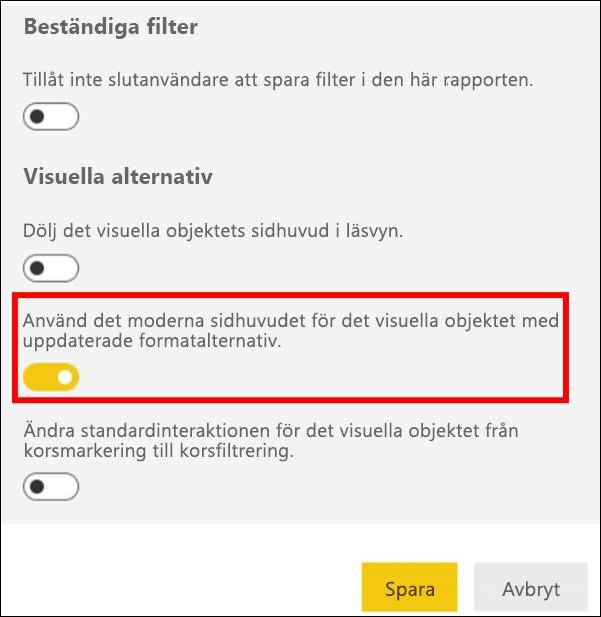 Beständiga filter
Tillåt inte slutanvändare att spara filter i den här rapporten.
Visuella alternativ
Dölj det visuella objektets sidhuvud i läsvyn.
Använd det moderna sidhuvudet för det visuella objektet med
uppdaterade formatalternativ.
Ändra standardinteraktionen för det visuella objektet från
korsmarkering till korsfiltrering.
Spara
Avbryt